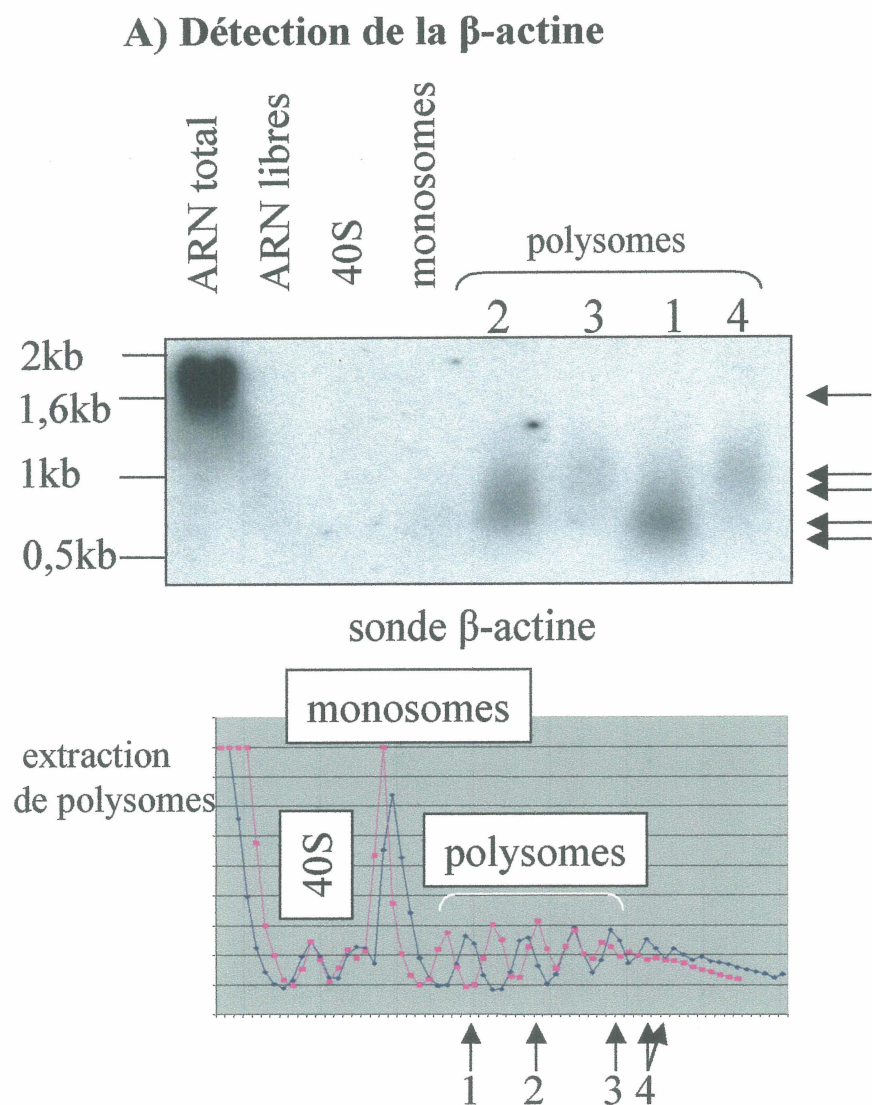 A) Détection de la β-actine
ARN total
ARN libres
40S
monosomes
polysomes
2 3 1 4
2kb
1,6kb
1kb
0,5kb
sonde β-actine
monosomes
extraction
de polysomes
40S
polysomes
1 2 3 4